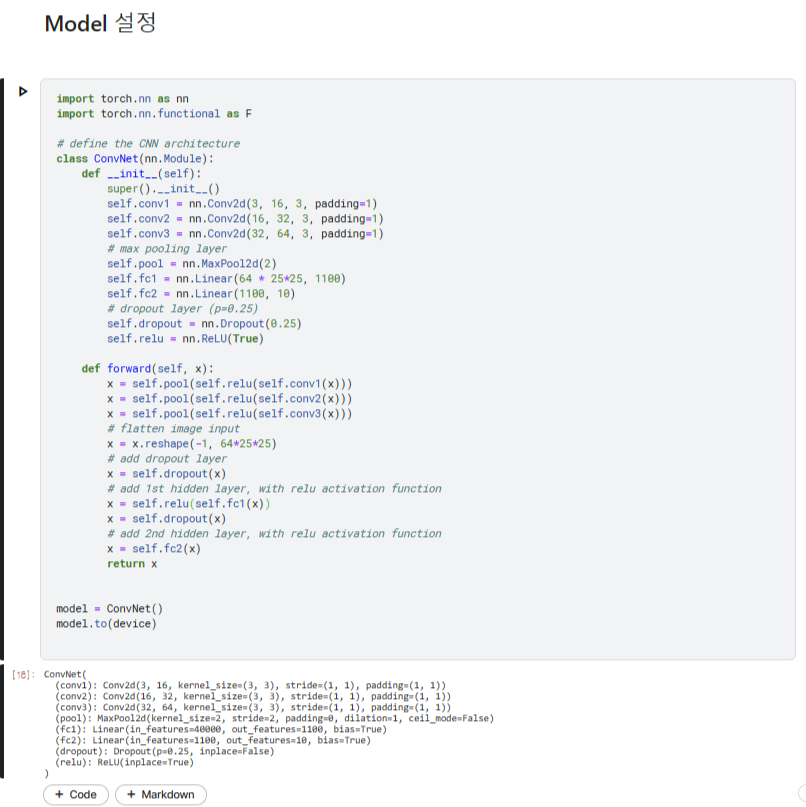 Model 설정
import torch.nn as nn
import torch.nn.functional as F
# define the CNN architecture
class ConvNet(nn.Module):
    def __init__(self):
        super().__init__()
        self.conv1 = nn.Conv2d(3, 16, 3, padding=1)
        self.conv2 = nn.Conv2d(16, 32, 3, padding=1)
        self.conv3 = nn.Conv2d(32, 64, 3, padding=1)
        # max pooling layer
        self.pool = nn.MaxPool2d(2)
        self.fc1 = nn.Linear(64 * 25*25, 1100)
        self.fc2 = nn.Linear(1100, 10)
        # dropout layer (p=0.25)
        self.dropout = nn.Dropout(0.25)
        self.relu = nn.ReLU(True)
    def forward(self, x):
        x = self.pool(self.relu(self.conv1(x)))
        x = self.pool(self.relu(self.conv2(x)))
        x = self.pool(self.relu(self.conv3(x)))
        # flatten image input
        x = x.reshape(-1, 64*25*25)
        # add dropout layer
        x = self.dropout(x)
        # add 1st hidden layer, with relu activation function
        x = self.relu(self.fc1(x))
        x = self.dropout(x)
        # add 2nd hidden layer, with relu activation function
        x = self.fc2(x)
        return x
model = ConvNet()
model.to(device)
[18]: ConvNet(
  (conv1): Conv2d(3, 16, kernel_size=(3, 3), stride=(1, 1), padding=(1, 1))
  (conv2): Conv2d(16, 32, kernel_size=(3, 3), stride=(1, 1), padding=(1, 1))
  (conv3): Conv2d(32, 64, kernel_size=(3, 3), stride=(1, 1), padding=(1, 1))
  (pool): MaxPool2d(kernel_size=2, stride=2, padding=0, dilation=1, ceil_mode=False)
  (fc1): Linear(in_features=40000, out_features=1100, bias=True)
  (fc2): Linear(in_features=1100, out_features=10, bias=True)
  (dropout): Dropout(p=0.25, inplace=False)
  (relu): ReLU(inplace=True)
)
+ Code + Markdown